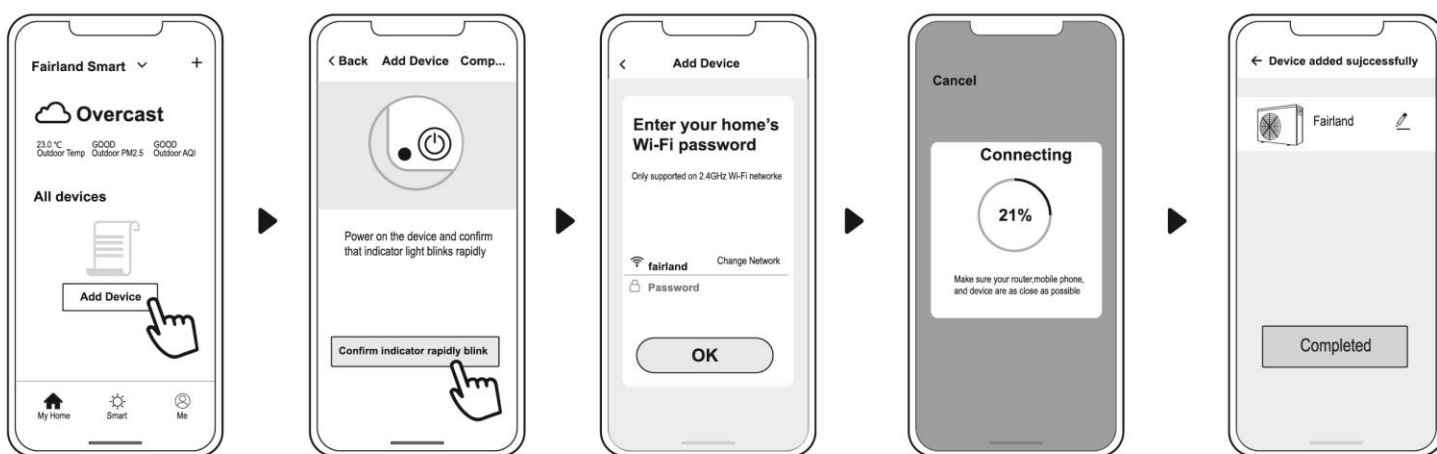 Fairland Smart +
Overcast
23.0 ℃ GOOD GOOD
Outdoor Temp Outdoor PM2.5 Outdoor AQI
All devices
Add Device
My Home Smart Me
< Back Add Device Comp...
Power on the device and confirm
that indicator light blinks rapidly
Confirm indicator rapidly blink
< Add Device
Enter your home's
Wi-Fi password
Only supported on 2.4GHz Wi-Fi networke
fairland Change Network
Password
OK
Cancel
Connecting
21%
Make sure your router,mobile phone,
and device are as close as possible
← Device added sujccessfully
Fairland
Completed